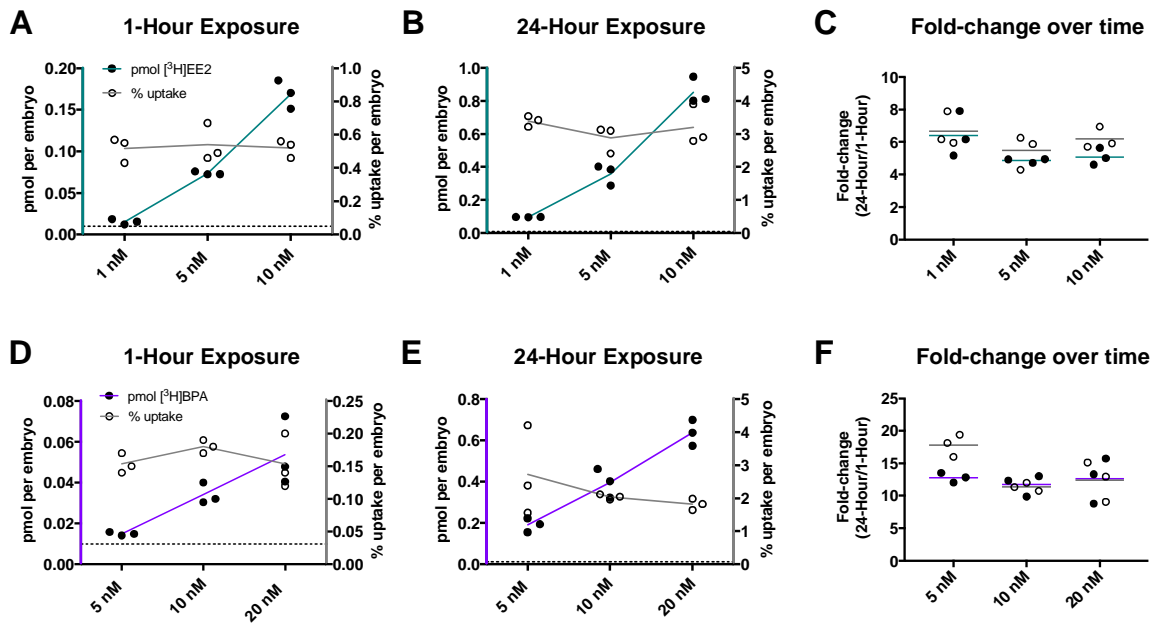 A
1-Hour Exposure
pmol [³H]EE2
% uptake
pmol per embryo
0.20
0.15
0.10
0.05
0.00
% uptake per embryo
1.0
0.8
0.6
0.4
0.2
0.0
1 nM
5 nM
10 nM
B
24-Hour Exposure
pmol per embryo
1.0
0.8
0.6
0.4
0.2
0.0
% uptake per embryo
5
4
3
2
1
0
1 nM
5 nM
10 nM
C
Fold-change over time
Fold-change
(24-Hour/1-Hour)
10
8
6
4
2
0
1 nM
5 nM
10 nM
D
1-Hour Exposure
pmol [³H]BPA
% uptake
pmol per embryo
0.08
0.06
0.04
0.02
0.00
% uptake per embryo
0.25
0.20
0.15
0.10
0.05
0.00
5 nM
10 nM
20 nM
E
24-Hour Exposure
pmol per embryo
0.8
0.6
0.4
0.2
0.0
% uptake per embryo
5
4
3
2
1
0
5 nM
10 nM
20 nM
F
Fold-change over time
Fold-change
(24-Hour/1-Hour)
25
20
15
10
5
0
5 nM
10 nM
20 nM